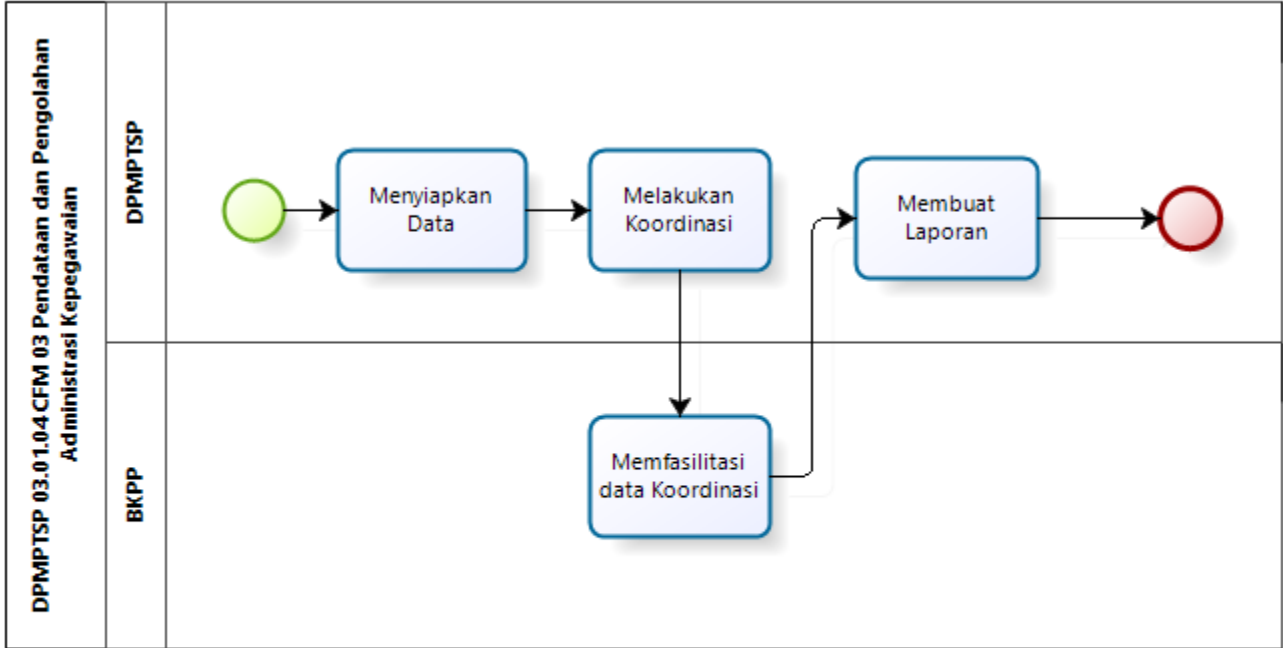 DPMPTSP 03.01.04 CFM 03 Pendataan dan Pengolahan
Administrasi Kepegawaian
DPMPTSP
Menyiapkan
Data
Melakukan
Koordinasi
Membuat
Laporan
BKPP
Memfasilitasi
data Koordinasi